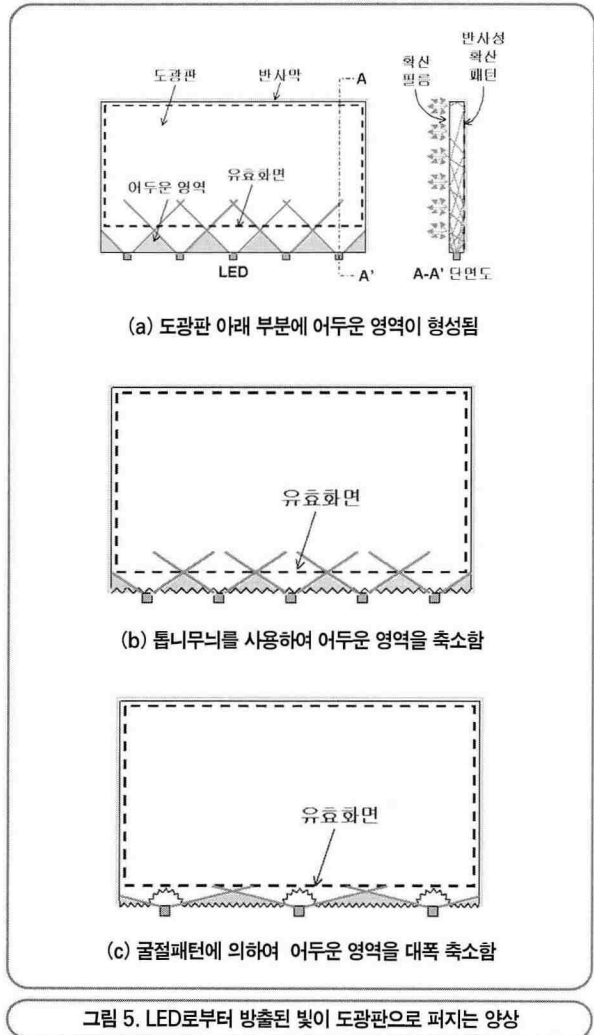 도광판
반사막
A
확산
필름
반사성
확산
패턴
어두운 영역
유효화면
LED
A'
A-A' 단면도
(a) 도광판 아래 부분에 어두운 영역이 형성됨
유효화면
(b) 톱니무늬를 사용하여 어두운 영역을 축소함
유효화면
(c) 굴절패턴에 의하여 어두운 영역을 대폭 축소함
그림 5. LED로부터 방출된 빛이 도광판으로 퍼지는 양상